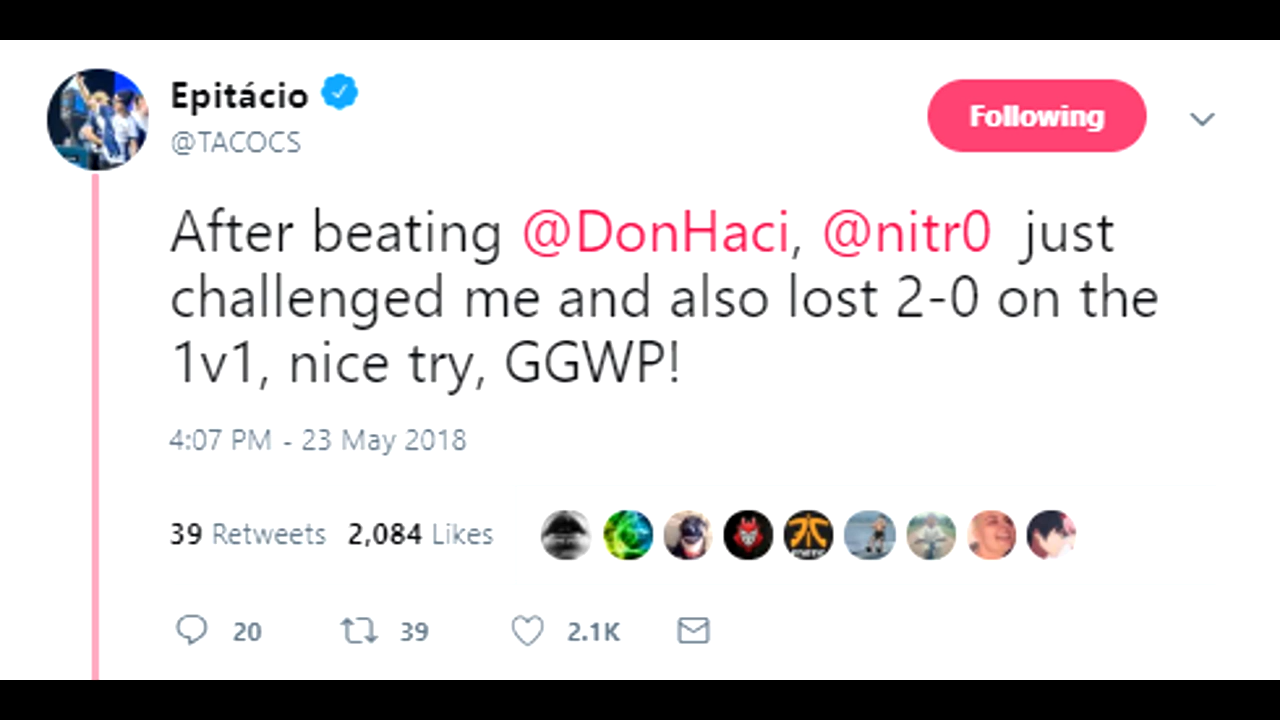 Epitácio
@TACOCS
Following
After beating @DonHaci, @nitr0 just
challenged me and also lost 2-0 on the
1v1, nice try, GGWP!
4:07 PM - 23 May 2018
39 Retweets 2,084 Likes
20 39 2.1K